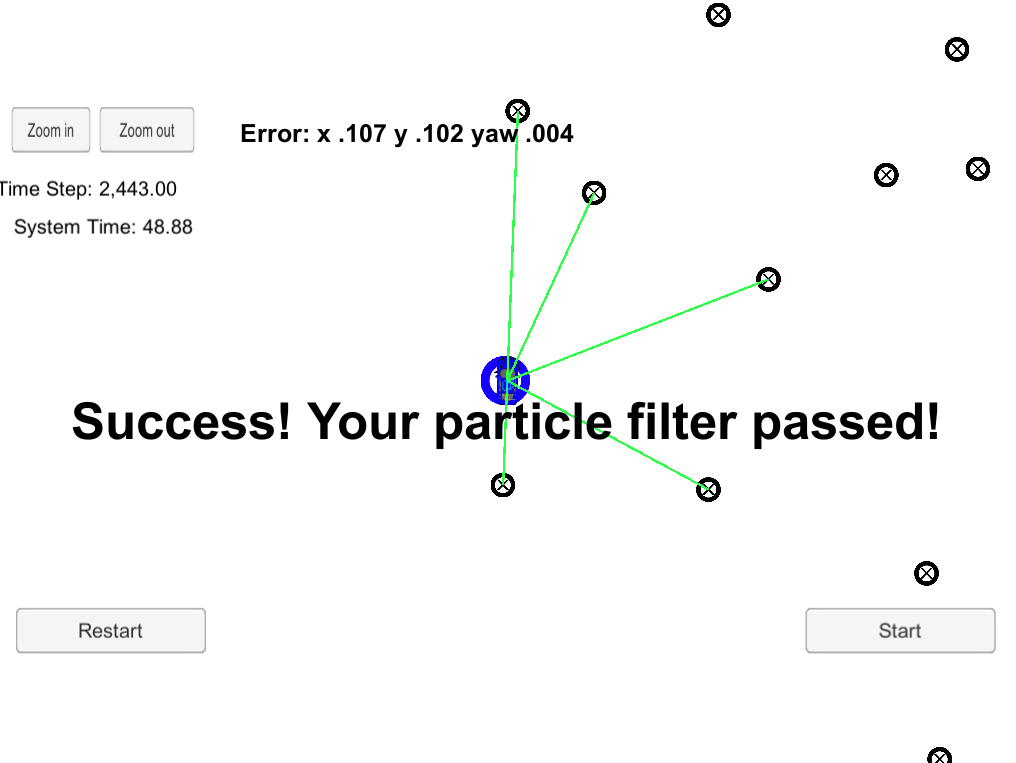 Zoom in
Zoom out
Error: x .107 y .102 yaw .004
Time Step: 2,443.00
System Time: 48.88
Success! Your particle filter passed!
Restart
Start